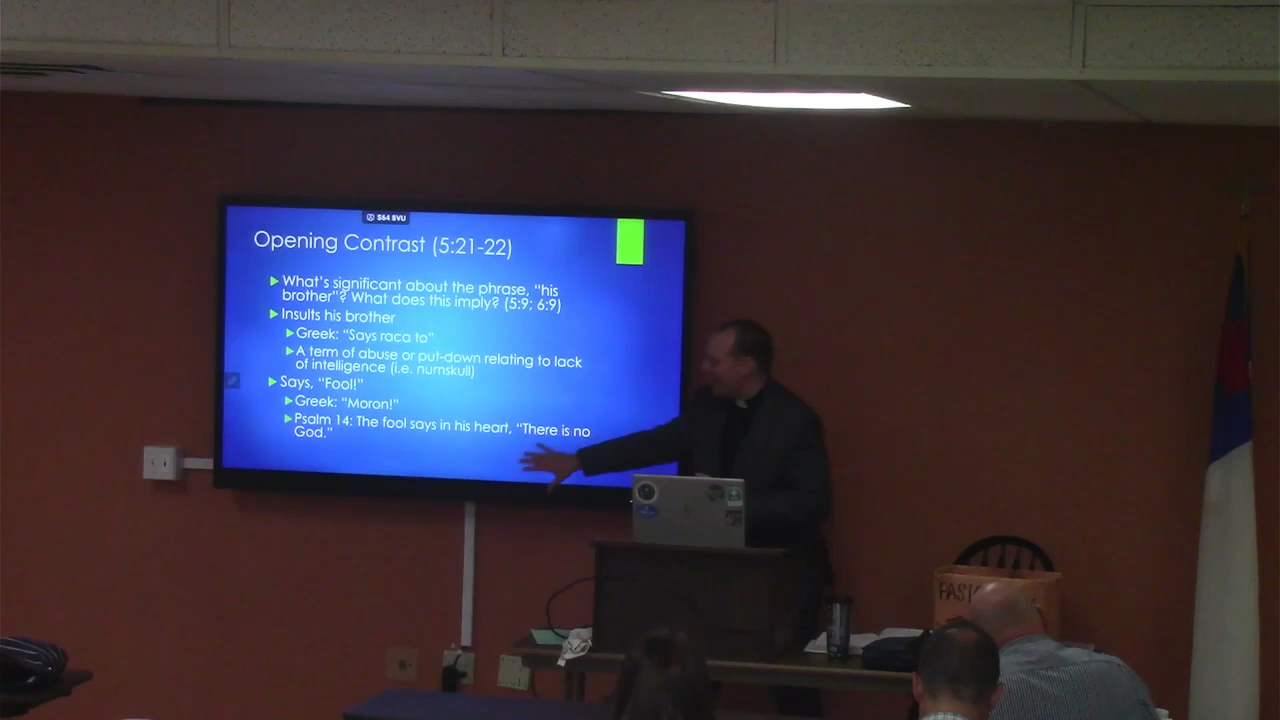 S64 8VU
Opening Contrast (5:21-22)
What's significant about the phrase, "his
brother"? What does this imply? (5:9; 6:9)
Insults his brother
Greek: "Says raca to"
A term of abuse or put-down relating to lack
of intelligence (i.e. numskull)
Says, "Fool!"
Greek: "Moron!"
Psalm 14: The fool says in his heart, "There is no
God."